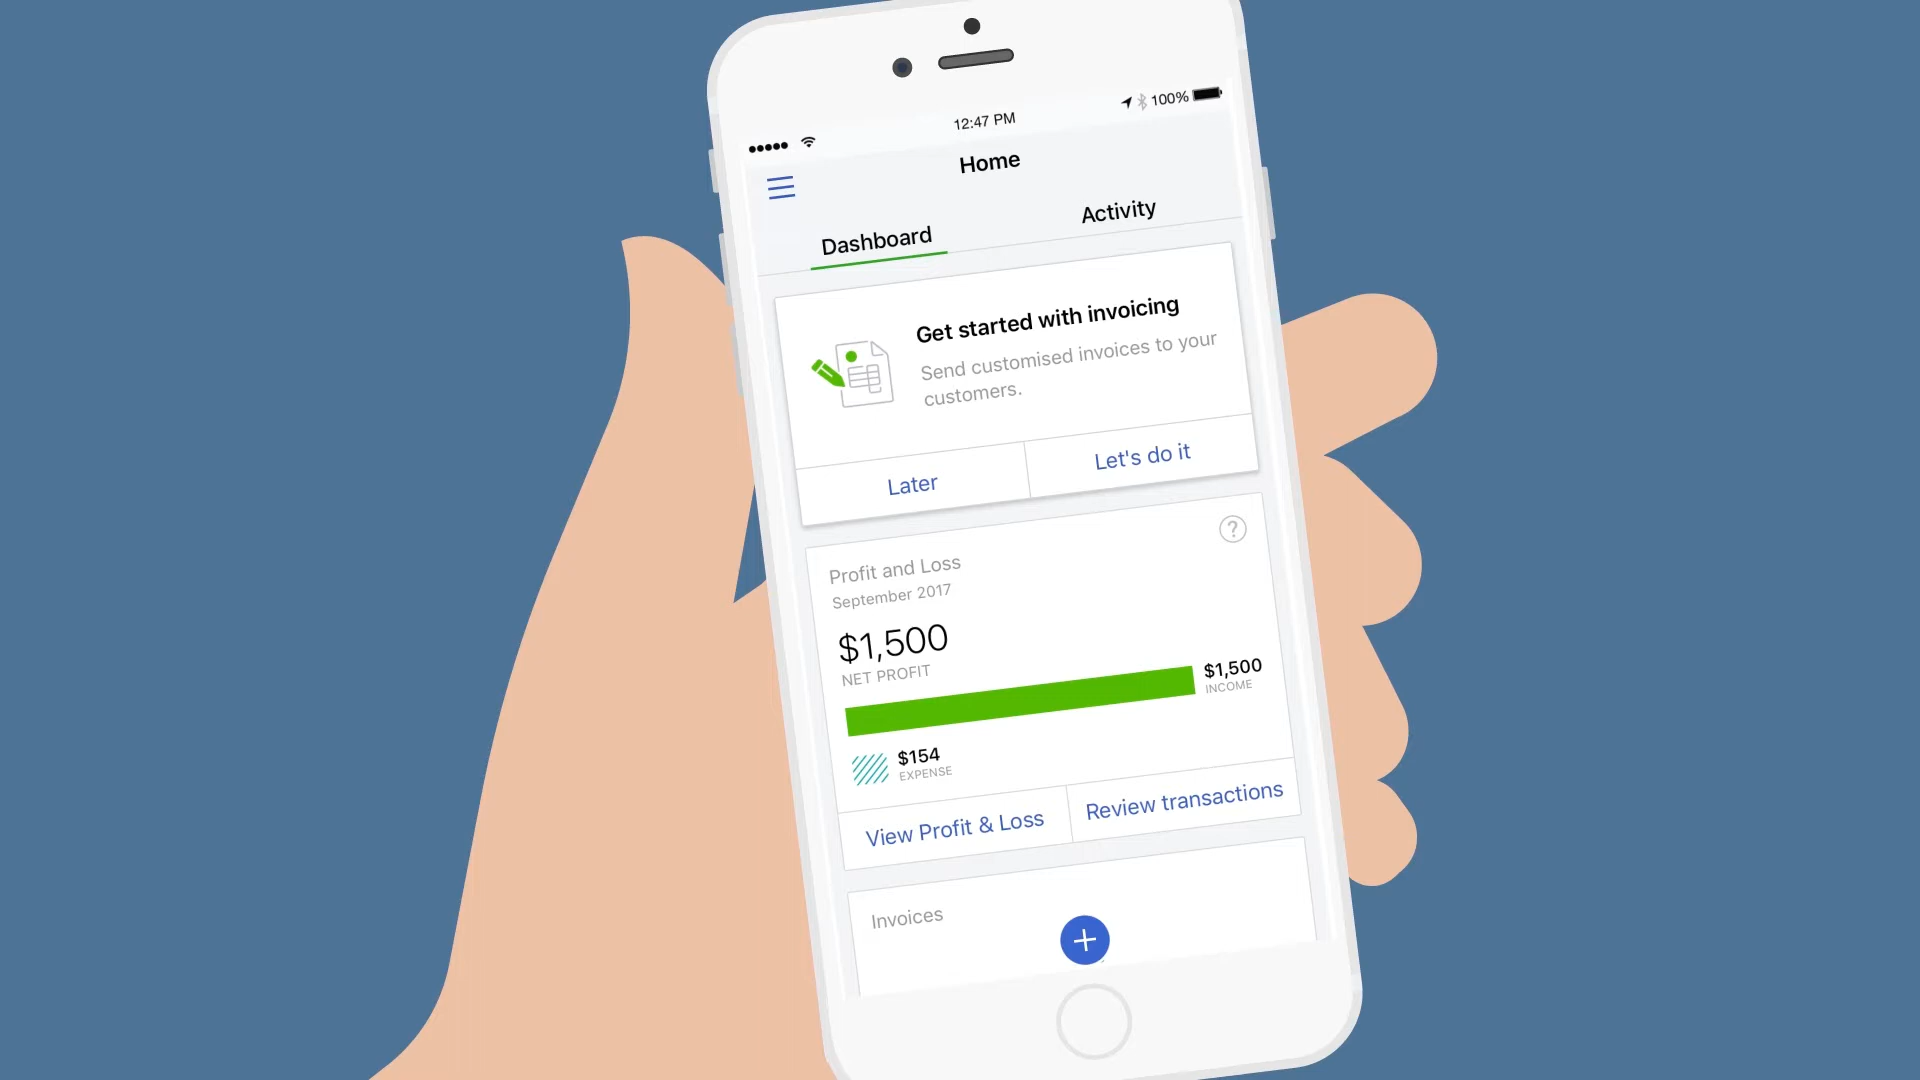 12:47 PM
100%
Home
Dashboard
Activity
Get started with invoicing
Send customised invoices to your
customers.
Later
Let's do it
?
Profit and Loss
September 2017
$1,500
NET PROFIT
$1,500
INCOME
$154
EXPENSE
View Profit & Loss
Review transactions
Invoices